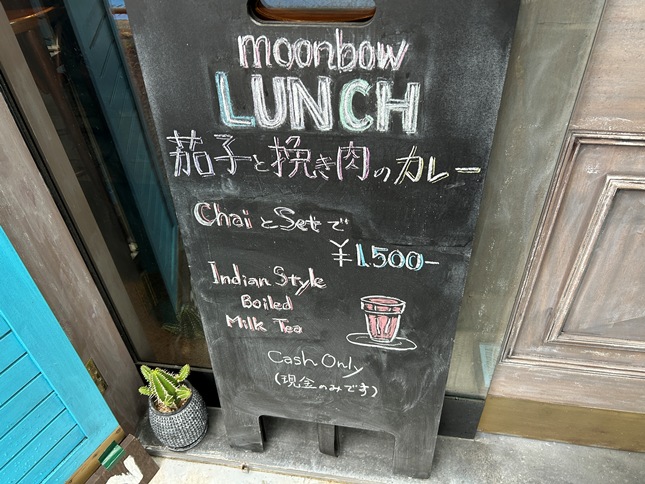 moonbow
LUNCH
茄子と挽き肉のカレー
Chai とSetで
¥1.500-
Indian Style
Boiled
Milk Tea
Cash Only
(現金のみです)